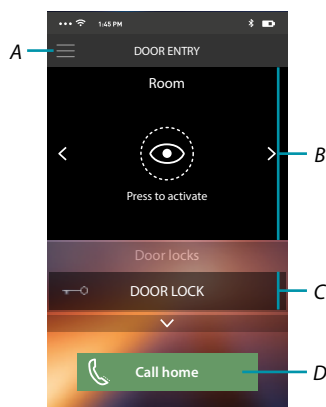 1:45 PM
A
DOOR ENTRY
Room
B
Press to activate
Door locks
DOOR LOCK
C
Call home
D